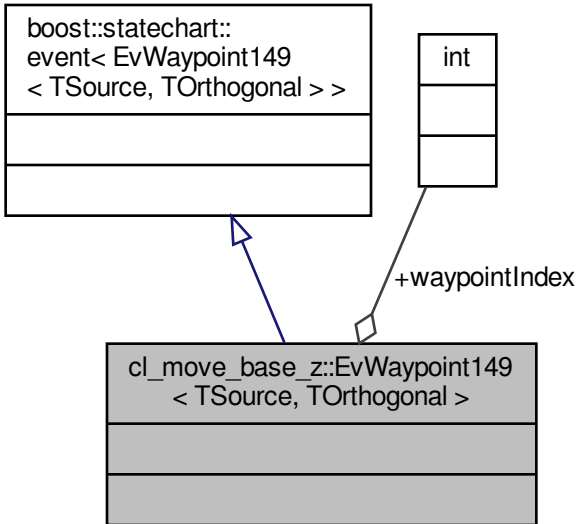 boost::statechart::
event< EvWaypoint149
< TSource, TOrthogonal > >
int
+waypointIndex
cl_move_base_z::EvWaypoint149
< TSource, TOrthogonal >